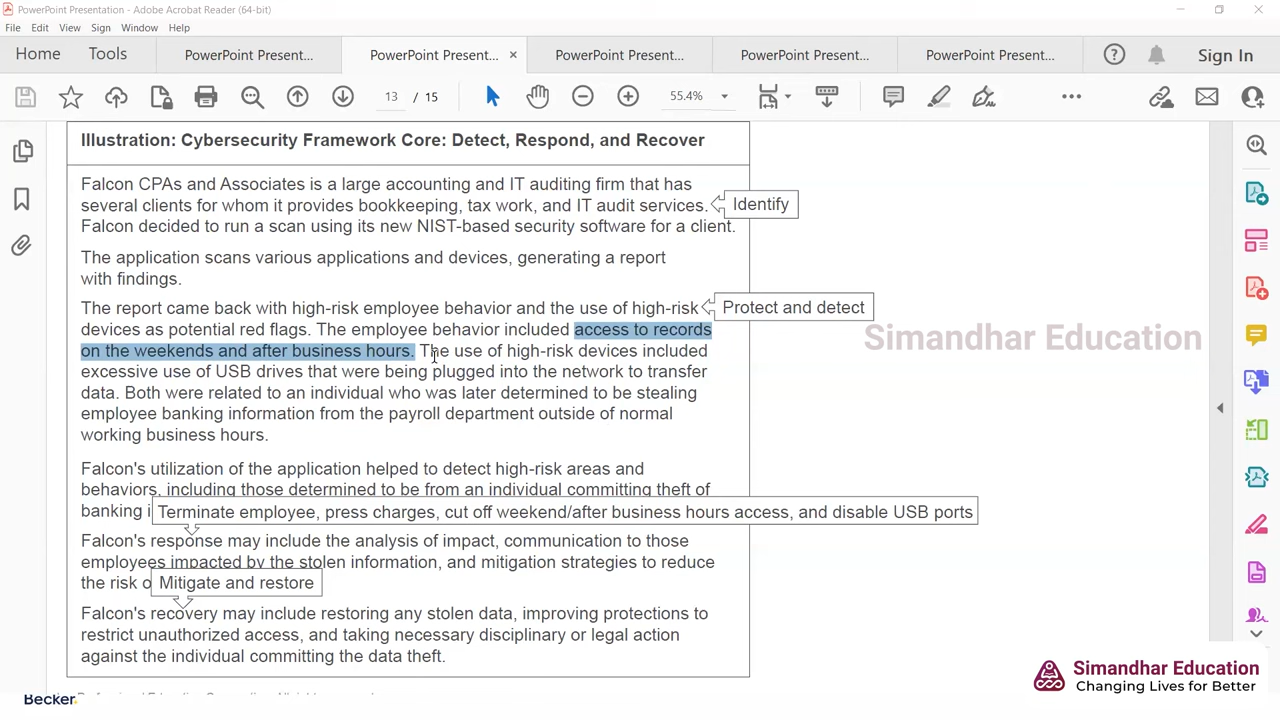 PowerPoint Presentation - Adobe Acrobat Reader (64-bit)
File Edit View Sign Window Help
Home Tools PowerPoint Present... PowerPoint Present... × PowerPoint Present... PowerPoint Present... PowerPoint Present... Sign In
13 / 15 55.4%
Illustration: Cybersecurity Framework Core: Detect, Respond, and Recover
Falcon CPAs and Associates is a large accounting and IT auditing firm that has
several clients for whom it provides bookkeeping, tax work, and IT audit services.
Identify
Falcon decided to run a scan using its new NIST-based security software for a client.
The application scans various applications and devices, generating a report
with findings.
The report came back with high-risk employee behavior and the use of high-risk
Protect and detect
devices as potential red flags. The employee behavior included access to records
Simandhar Education
on the weekends and after business hours. The use of high-risk devices included
excessive use of USB drives that were being plugged into the network to transfer
data. Both were related to an individual who was later determined to be stealing
employee banking information from the payroll department outside of normal
working business hours.
Falcon's utilization of the application helped to detect high-risk areas and
behaviors, including those determined to be from an individual committing theft of
banking
Terminate employee, press charges, cut off weekend/after business hours access, and disable USB ports
Falcon's response may include the analysis of impact, communication to those
employees impacted by the stolen information, and mitigation strategies to reduce
the risk
Mitigate and restore
Falcon's recovery may include restoring any stolen data, improving protections to
restrict unauthorized access, and taking necessary disciplinary or legal action
against the individual committing the data theft.
Becker
Simandhar Education
Changing Lives for Better